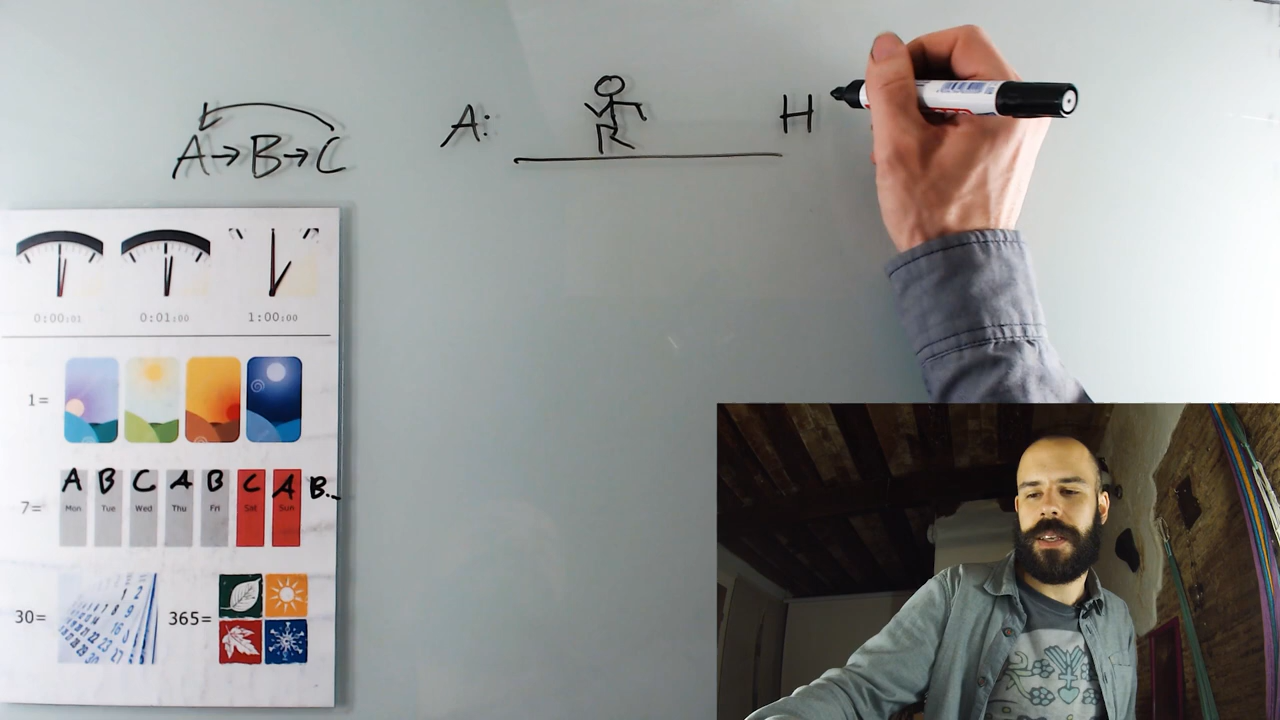 A→B→C
A: H
0:00:01 0:01:00 1:00:00
1=
7=
A B C A B C A B..
Mon Tue Wed Thu Fri Sat Sun
30= 365=